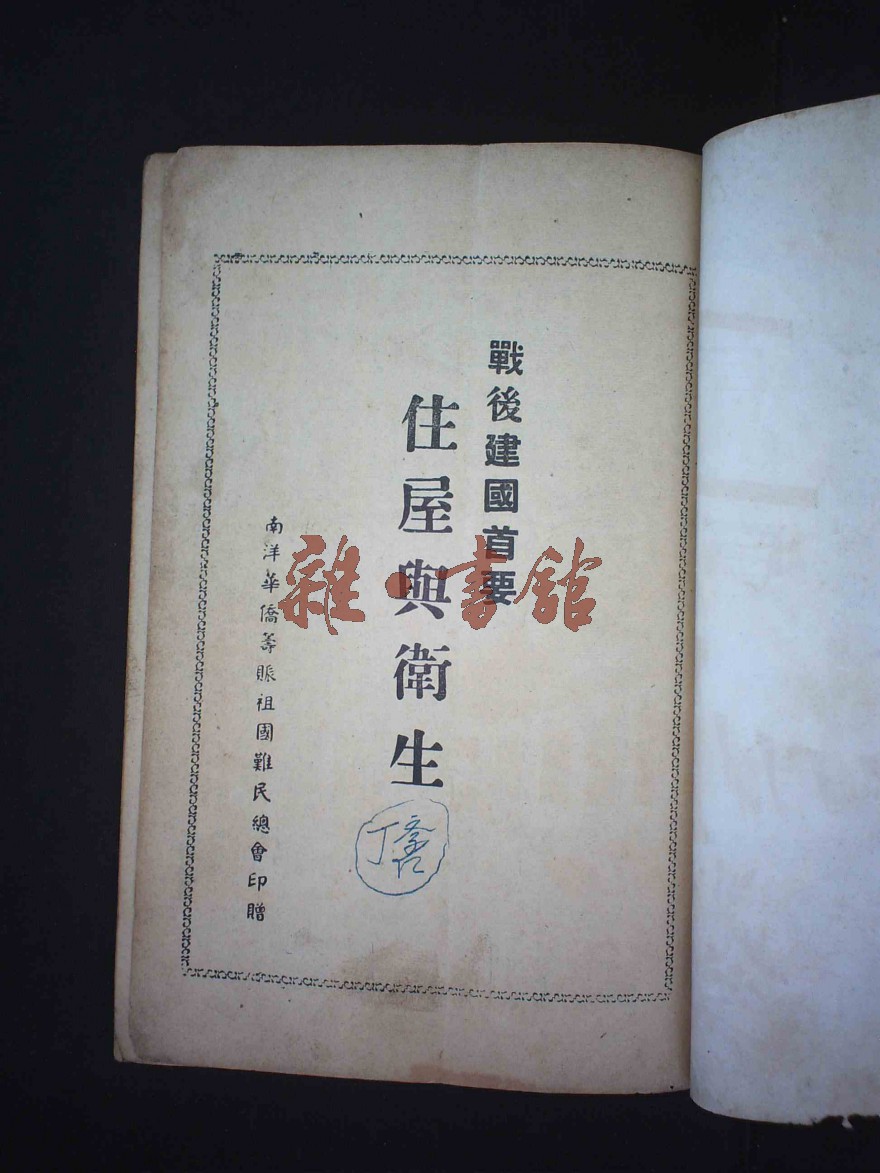 戰後建國首要
住屋與衛生
南洋華僑籌賑祖國難民總會印贈
雜·書館